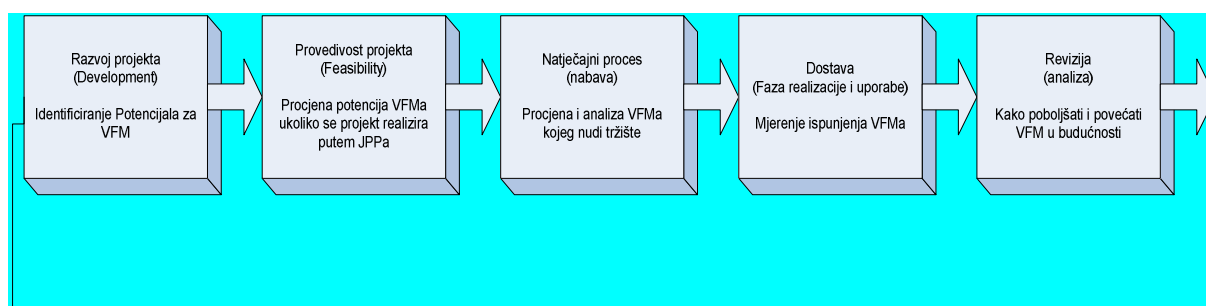 Razvoj projekta
(Development)
Identificiranje Potencijala za
VFM
Provedivost projekta
(Feasibility)
Procjena potencija VFMa
ukoliko se projekt realizira
putem JPPa
Natječajni proces
(nabava)
Procjena i analiza VFMa
kojeg nudi tržište
Dostava
(Faza realizacije i uporabe)
Mjerenje ispunjenja VFMa
Revizija
(analiza)
Kako poboljšati i povećati
VFM u budućnosti